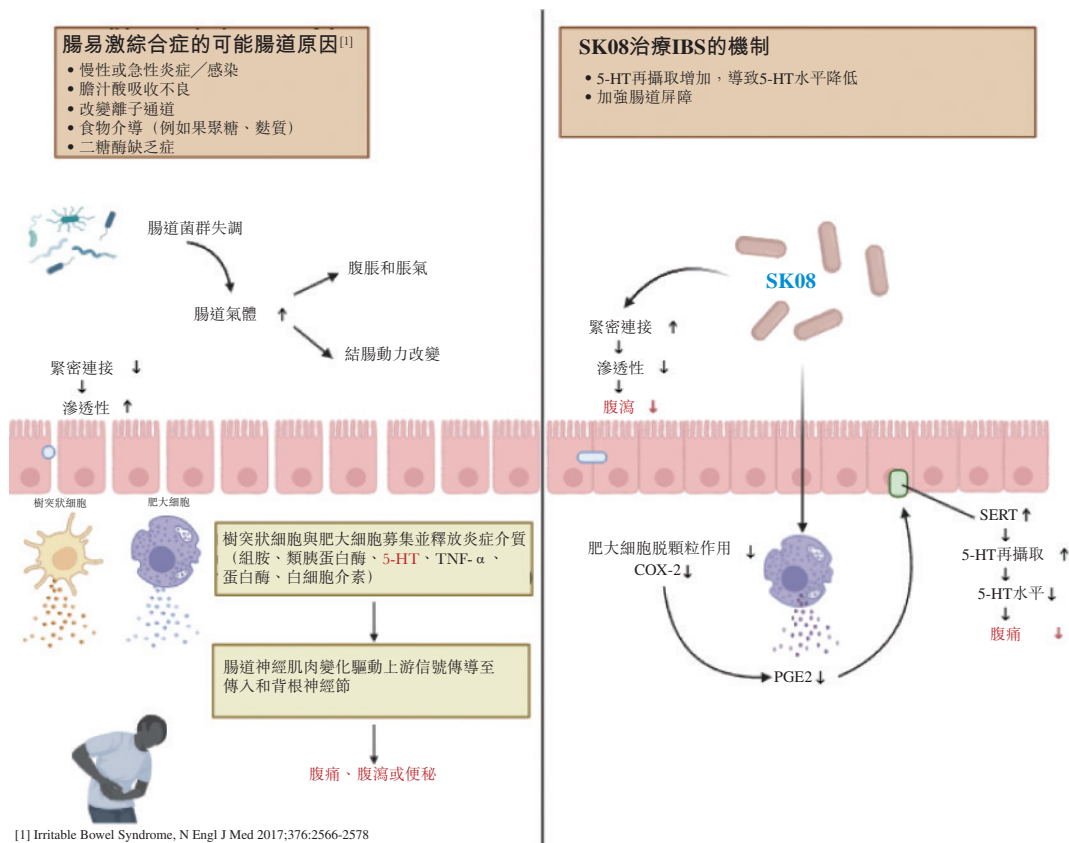 腸易激綜合症的可能腸道原因[1]
• 慢性或急性炎症／感染
• 膽汁酸吸收不良
• 改變離子通道
• 食物介導（例如果聚糖、麩質）
• 二糖酶缺乏症
腸道菌群失調
腹脹和脹氣
腸道氣體 ↑
結腸動力改變
緊密連接 ↓
↓
滲透性 ↑
樹突狀細胞
肥大細胞
樹突狀細胞與肥大細胞募集並釋放炎症介質
（組胺、類胰蛋白酶、5-HT、TNF-α、
蛋白酶、白細胞介素）
腸道神經肌肉變化驅動上游信號傳導至
傳入和背根神經節
腹痛、腹瀉或便秘
[1] Irritable Bowel Syndrome, N Engl J Med 2017;376:2566-2578
SK08治療IBS的機制
• 5-HT再攝取增加，導致5-HT水平降低
• 加強腸道屏障
SK08
緊密連接 ↑
↓
滲透性 ↓
↓
腹瀉 ↓
肥大細胞脫顆粒作用 ↓
COX-2↓
PGE2↓
SERT↑
↓
5-HT再攝取 ↑
↓
5-HT水平↓
↓
腹痛 ↓